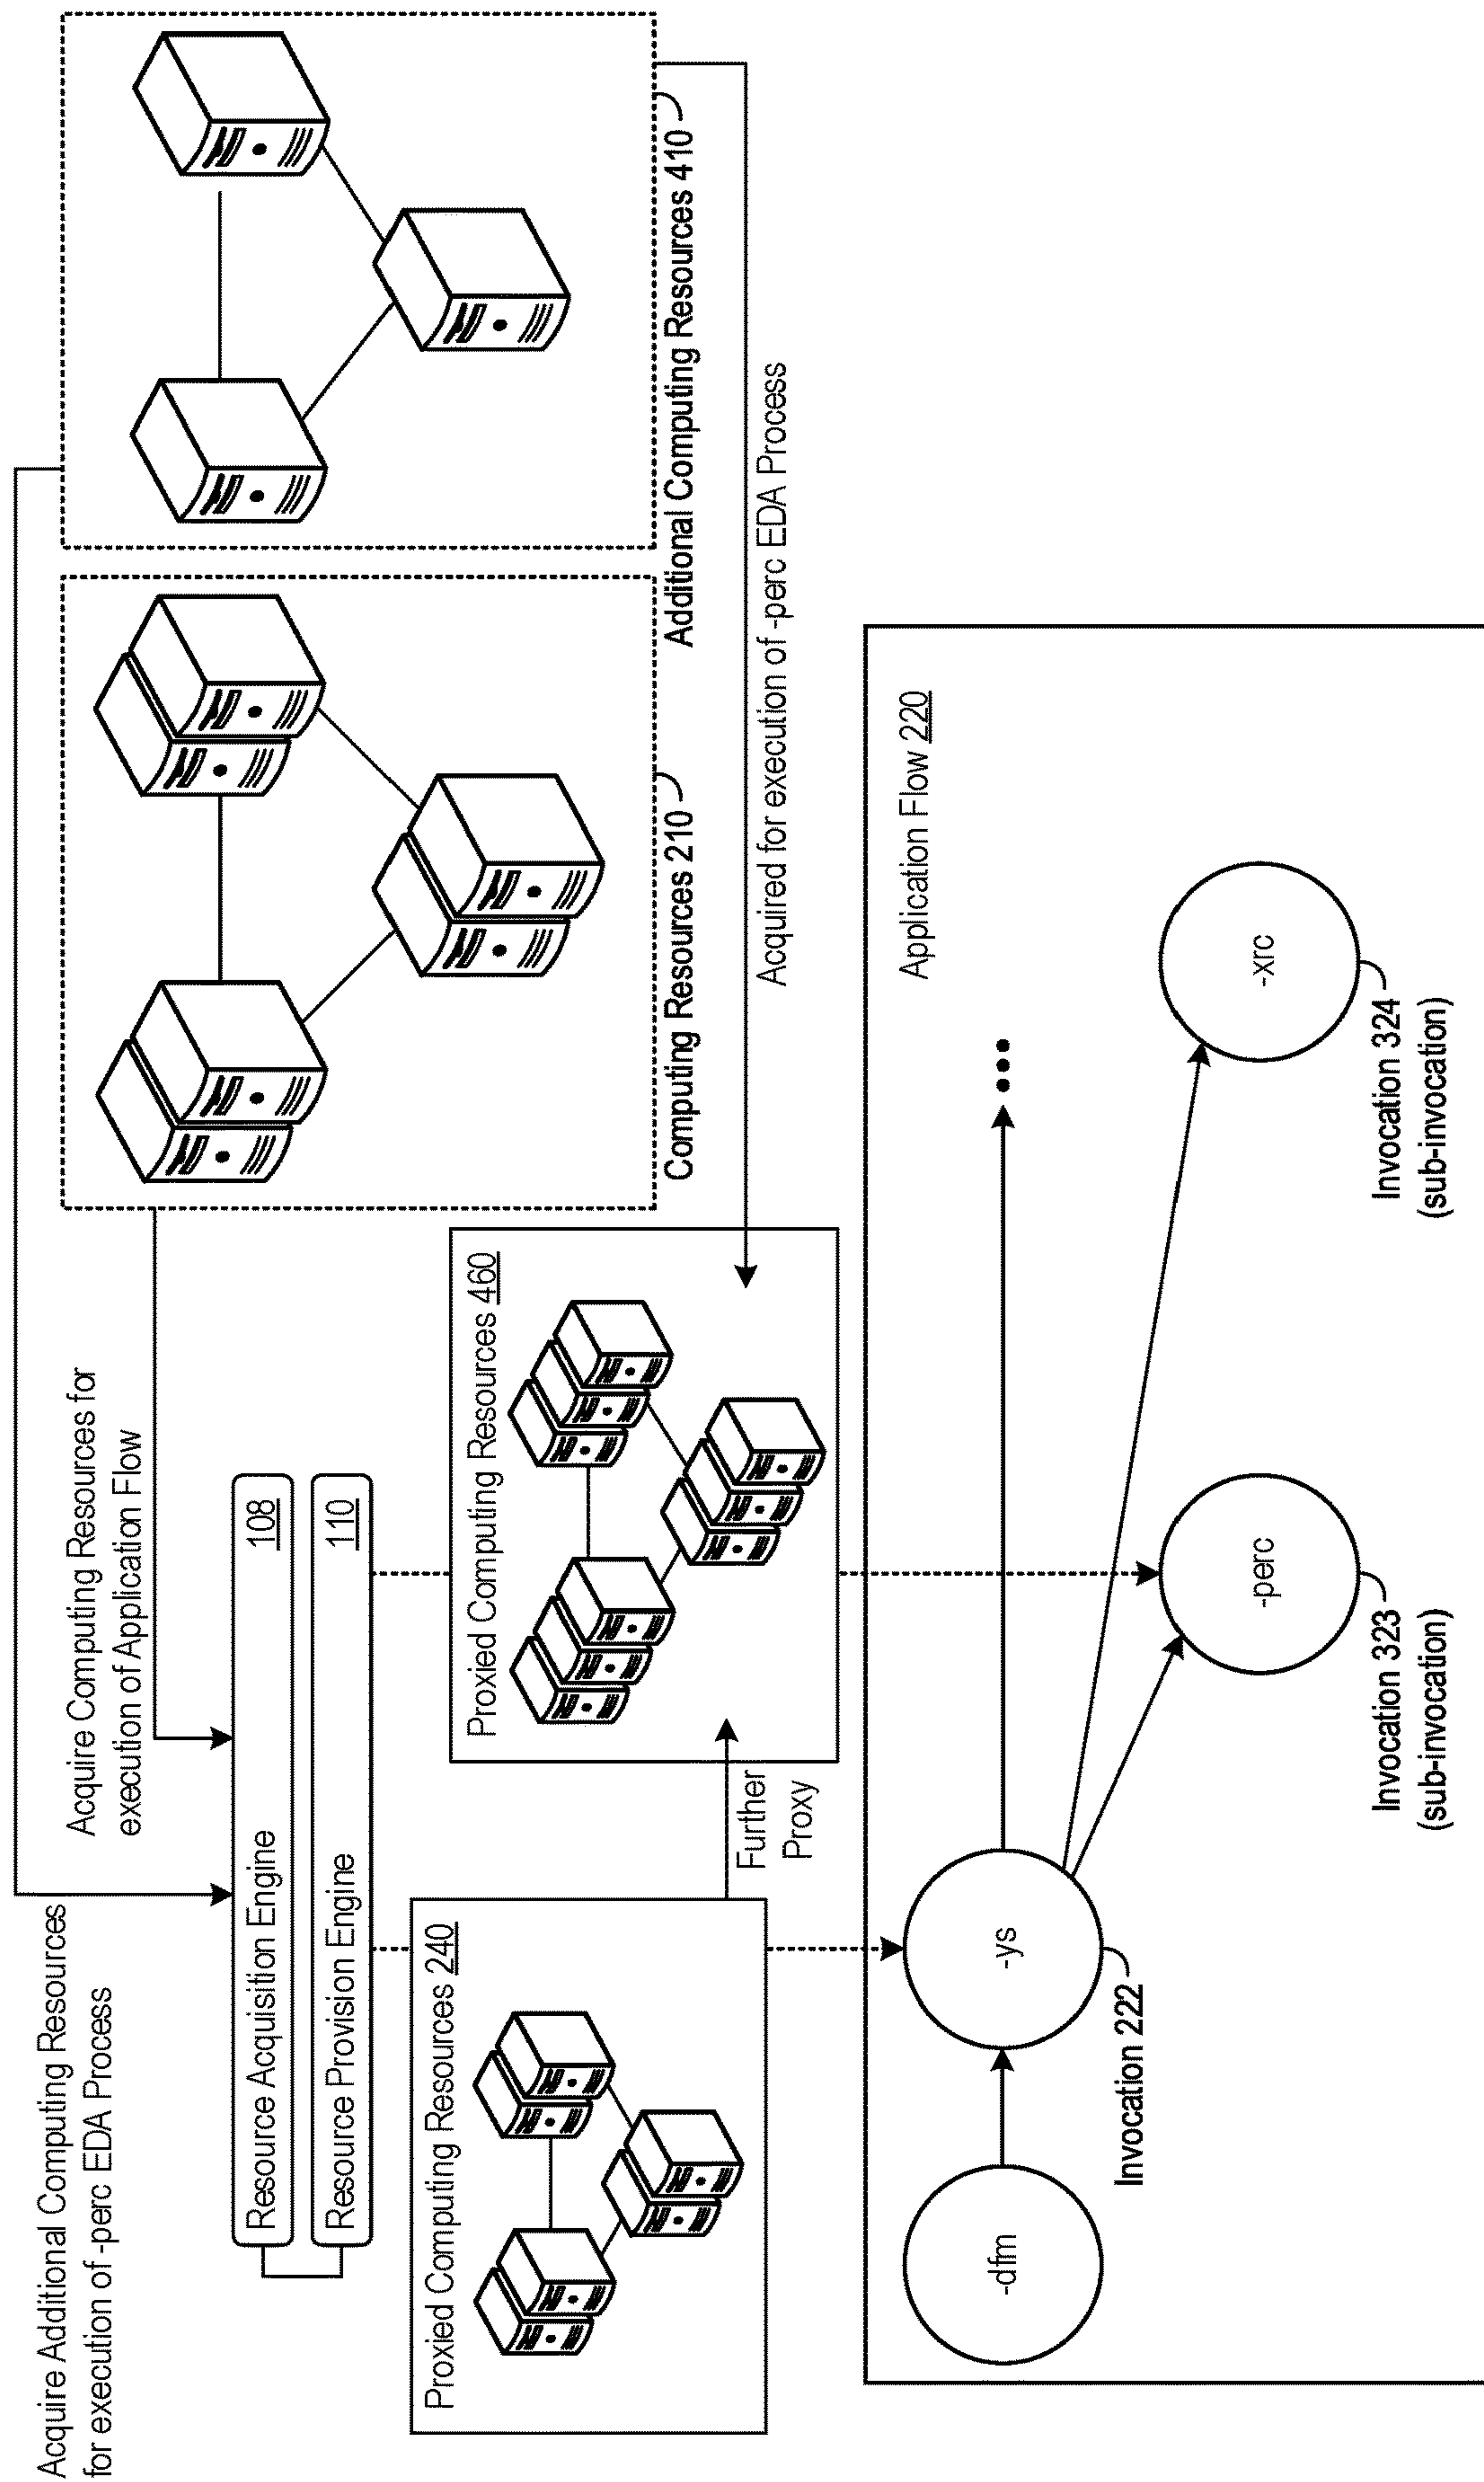 Acquire Additional Computing Resources
for execution of -perc EDA Process
Acquire Computing Resources for
execution of Application Flow
Resource Acquisition Engine 108
Resource Provision Engine 110
Computing Resources 210
Additional Computing Resources 410
Proxied Computing Resources 240
Further
Proxy
Proxied Computing Resources 460
Acquired for execution of -perc EDA Process
Application Flow 220
-dfm
-ys
...
Invocation 222
-perc
-xrc
Invocation 323
(sub-invocation)
Invocation 324
(sub-invocation)